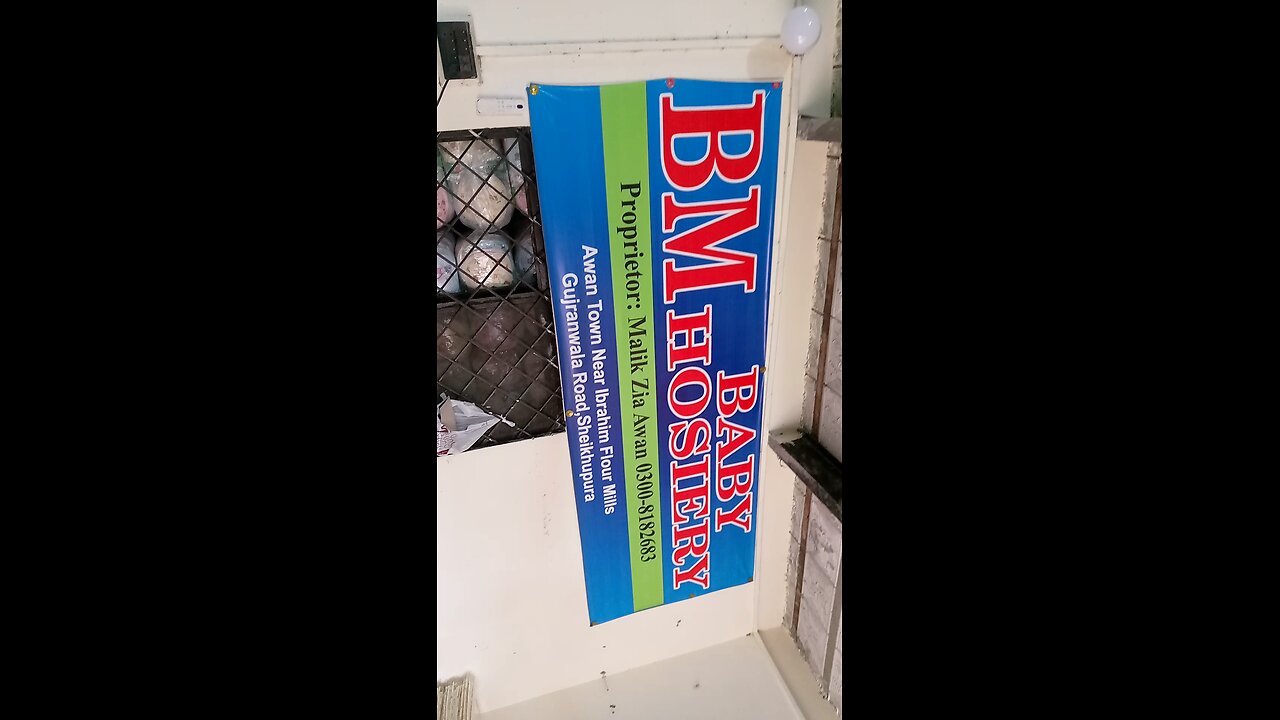 BM BABY
HOSIERY
Proprietor: Malik Zia Awan 0300-8182683
Awan Town Near Ibrahim Flour Mills
Gujranwala Road,Sheikhupura